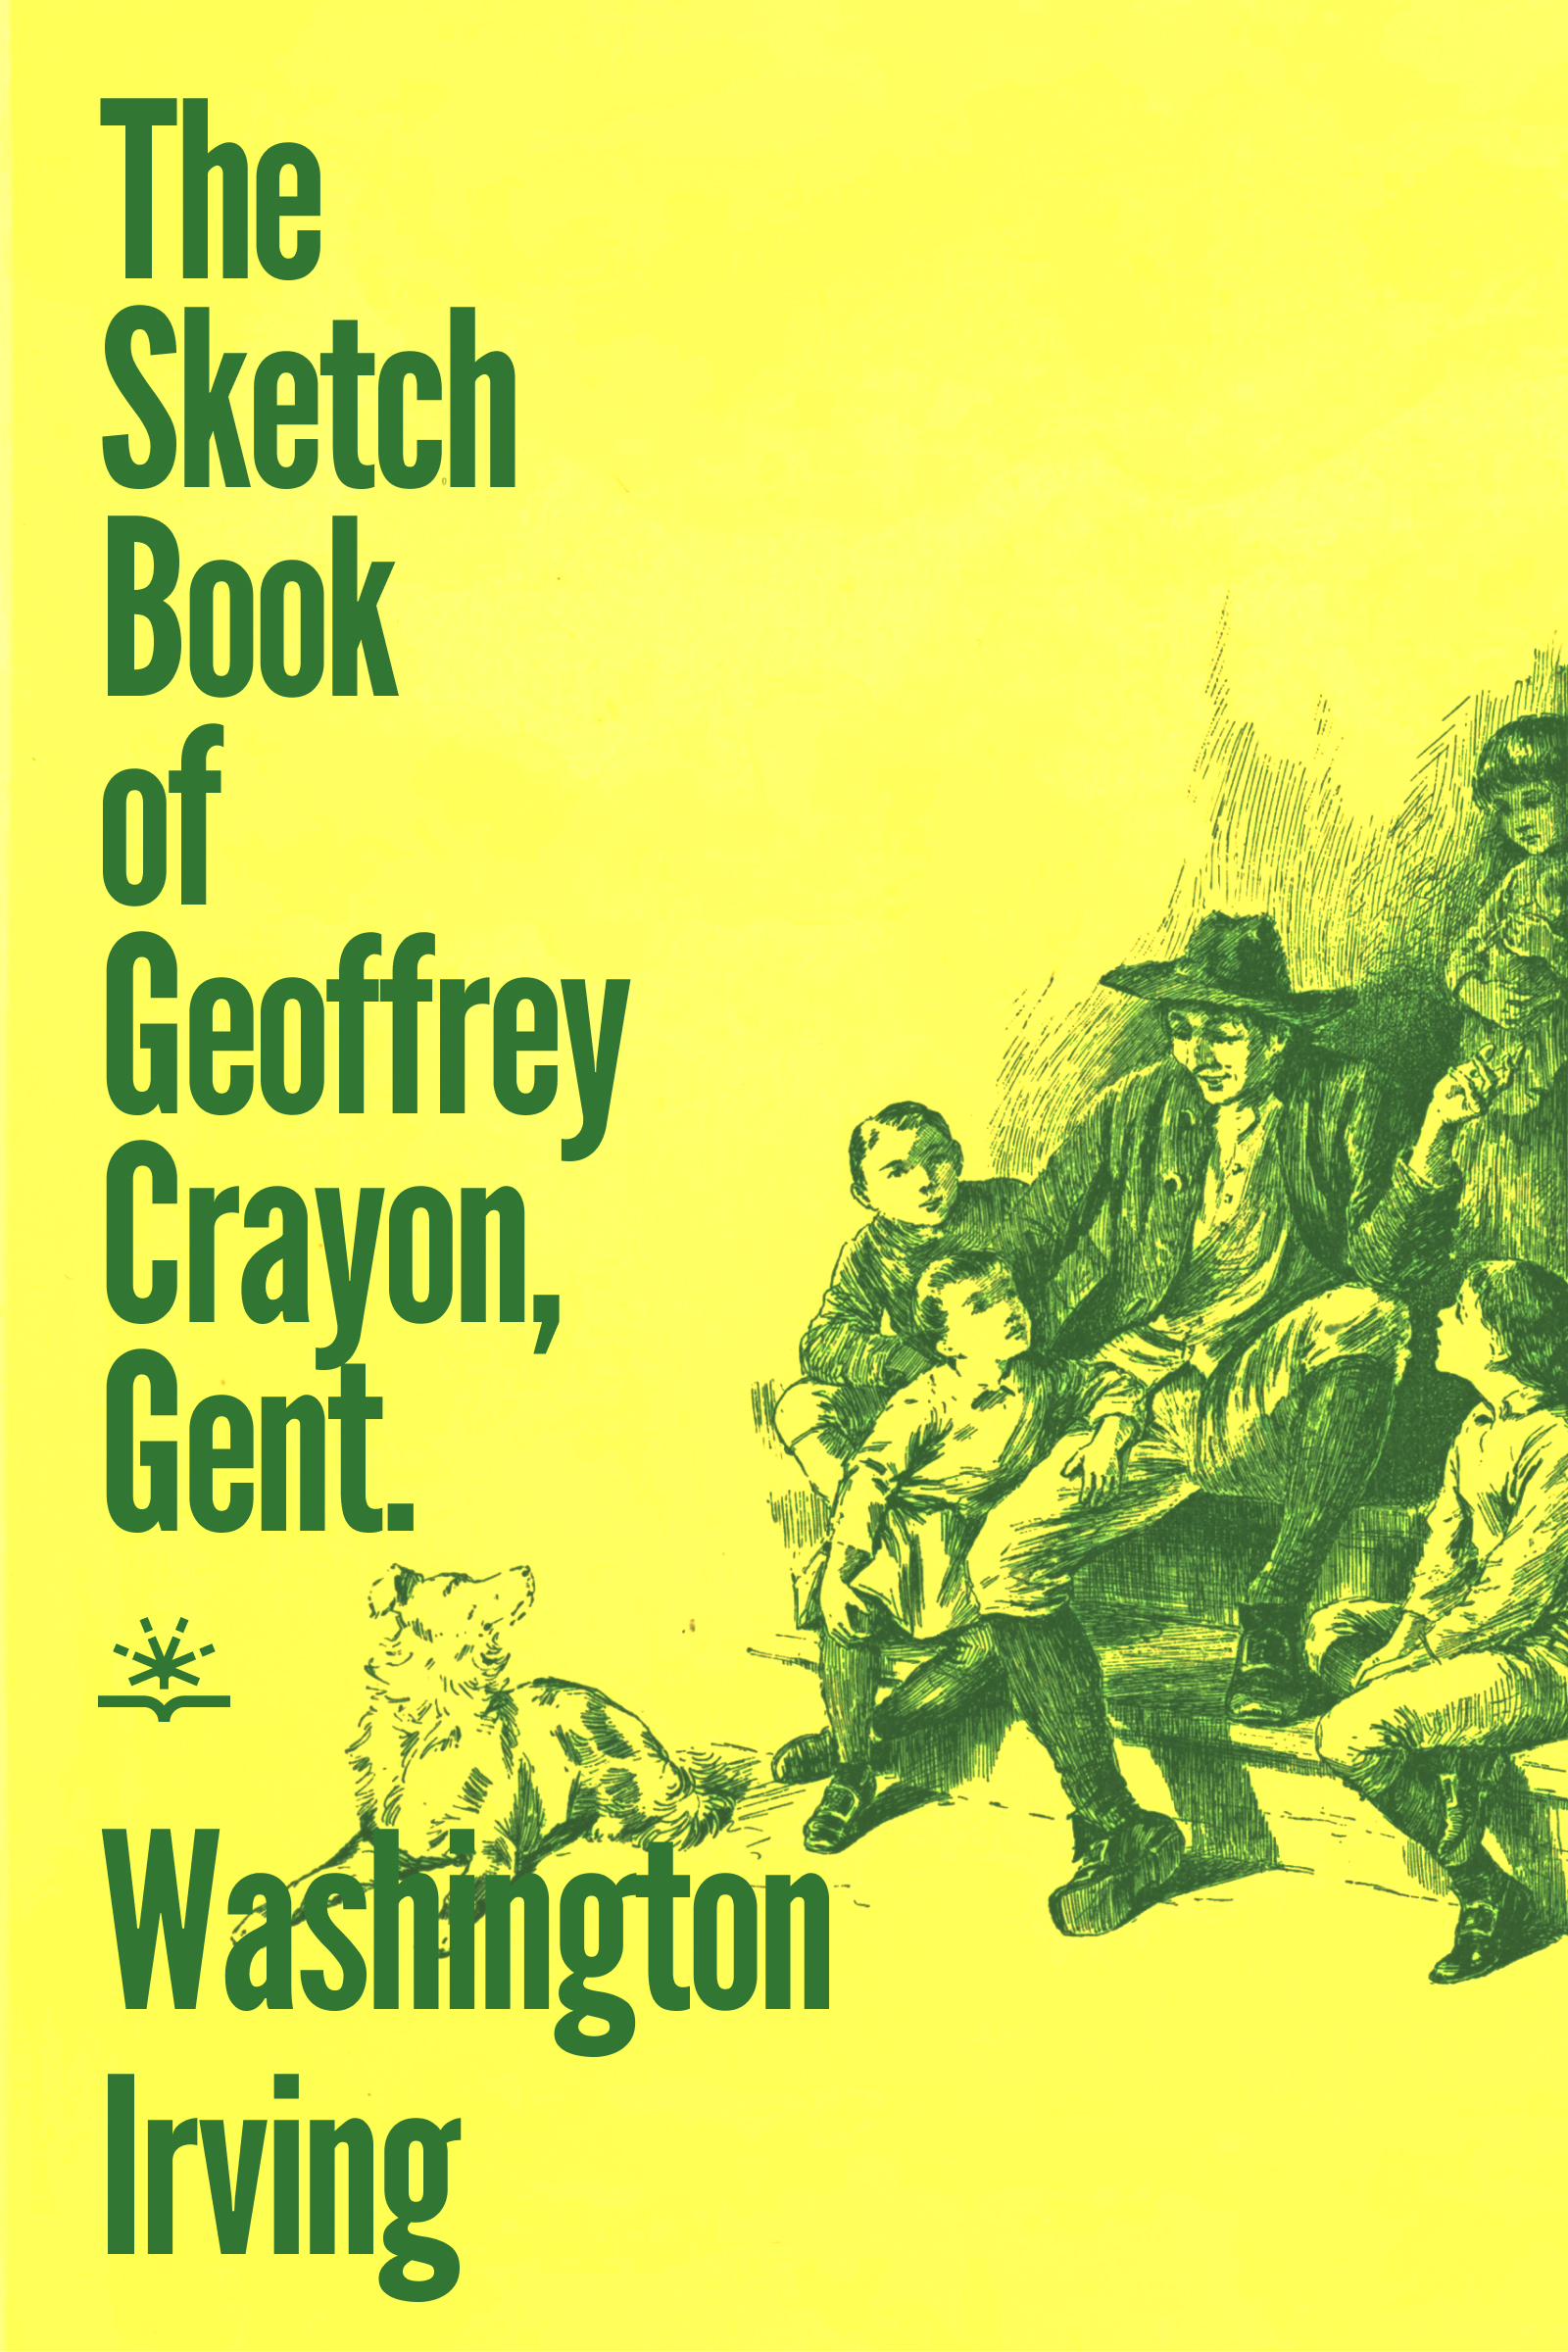 The
Sketch
Book
of
Geoffrey
Crayon,
Gent.
Washington
Irving